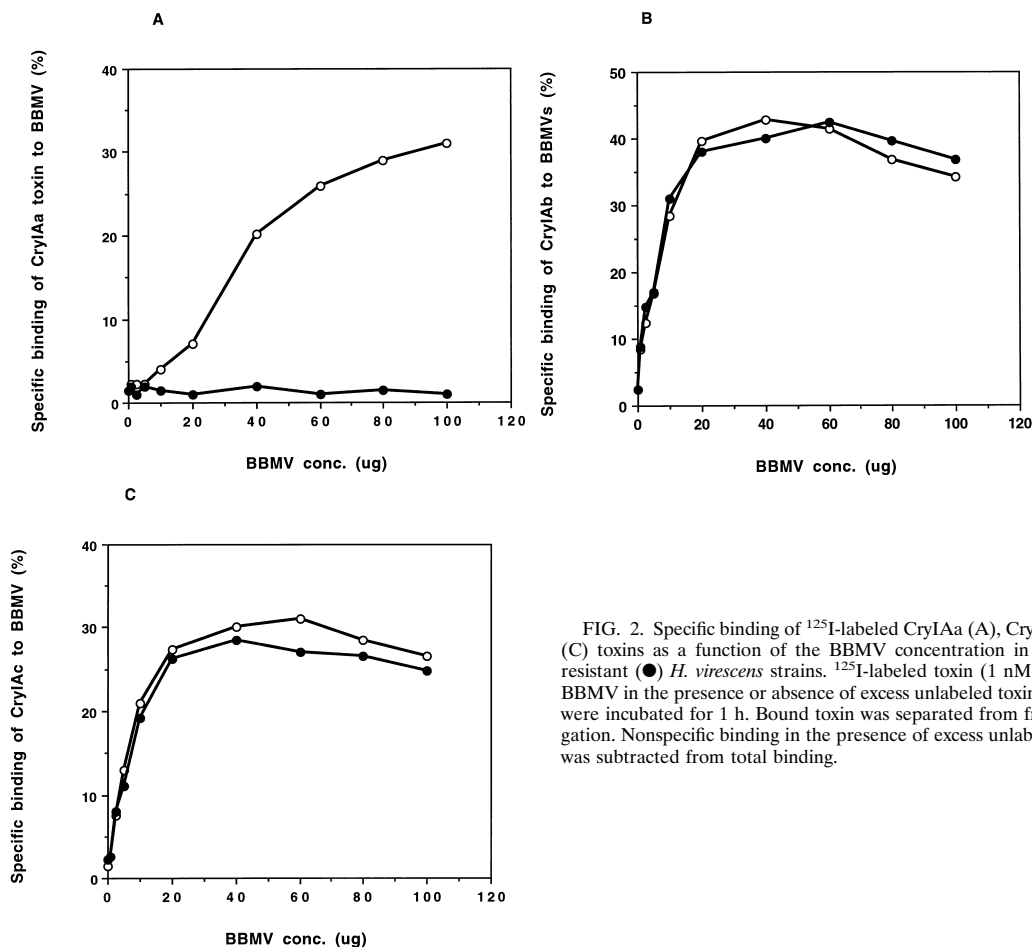 A
Specific binding of CryIAa toxin to BBMV (%)
40
30
20
10
0
0 20 40 60 80 100 120
BBMV conc. (ug)
B
Specific binding of CryIAb to BBMVs (%)
50
40
30
20
10
0
0 20 40 60 80 100 120
BBMV conc. (ug)
C
Specific binding of CryIAc to BBMV (%)
40
30
20
10
0
0 20 40 60 80 100 120
BBMV conc. (ug)
FIG. 2. Specific binding of ¹²⁵I-labeled CryIAa (A), Cry
(C) toxins as a function of the BBMV concentration in
resistant (●) H. virescens strains. ¹²⁵I-labeled toxin (1 nM
BBMV in the presence or absence of excess unlabeled toxin
were incubated for 1 h. Bound toxin was separated from f
gation. Nonspecific binding in the presence of excess unlab
was subtracted from total binding.